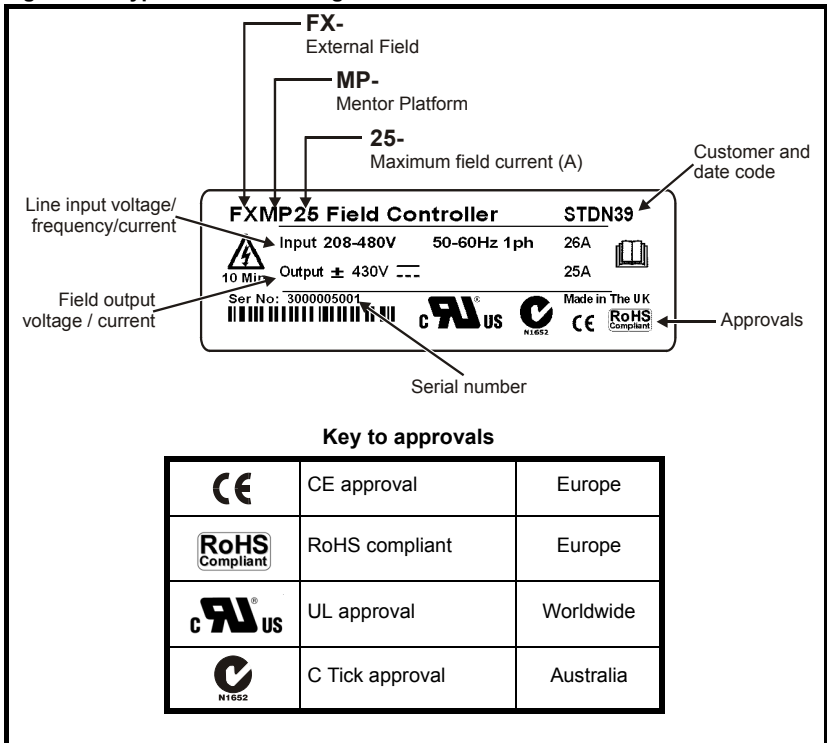 FX-
External Field
MP-
Mentor Platform
25-
Maximum field current (A)
Customer and
date code
Line input voltage/
frequency/current
FXMP25 Field Controller STDN39
Input 208-480V 50-60Hz 1ph 26A
10 Min
Output ± 430V 25A
Field output
voltage / current
Ser No: 3000005001
Made in The UK
C US
N1652
CE
RoHS
Compliant
Approvals
Serial number
Key to approvals
CE CE approval Europe
RoHS
Compliant
RoHS compliant Europe
C US UL approval Worldwide
N1652
C Tick approval Australia